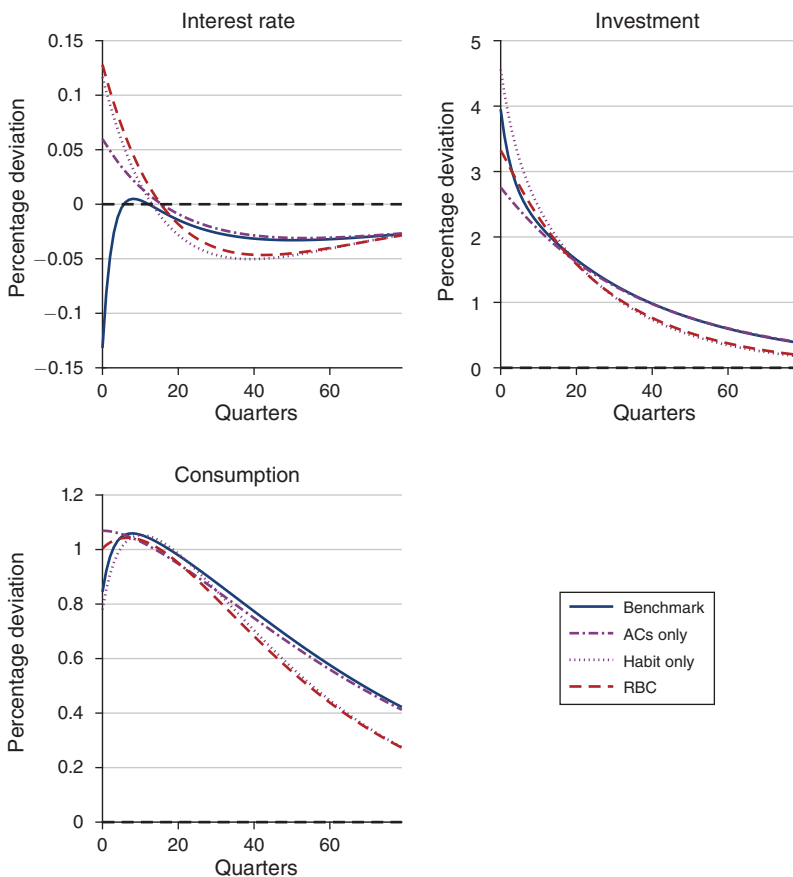 Interest rate
Percentage deviation
0.15
0.1
0.05
0
−0.05
−0.1
−0.15
0
20
40
60
Quarters
Investment
Percentage deviation
5
4
3
2
1
0
0
20
40
60
Quarters
Consumption
Percentage deviation
1.2
1
0.8
0.6
0.4
0.2
0
0
20
40
60
Quarters
Benchmark
ACs only
Habit only
RBC